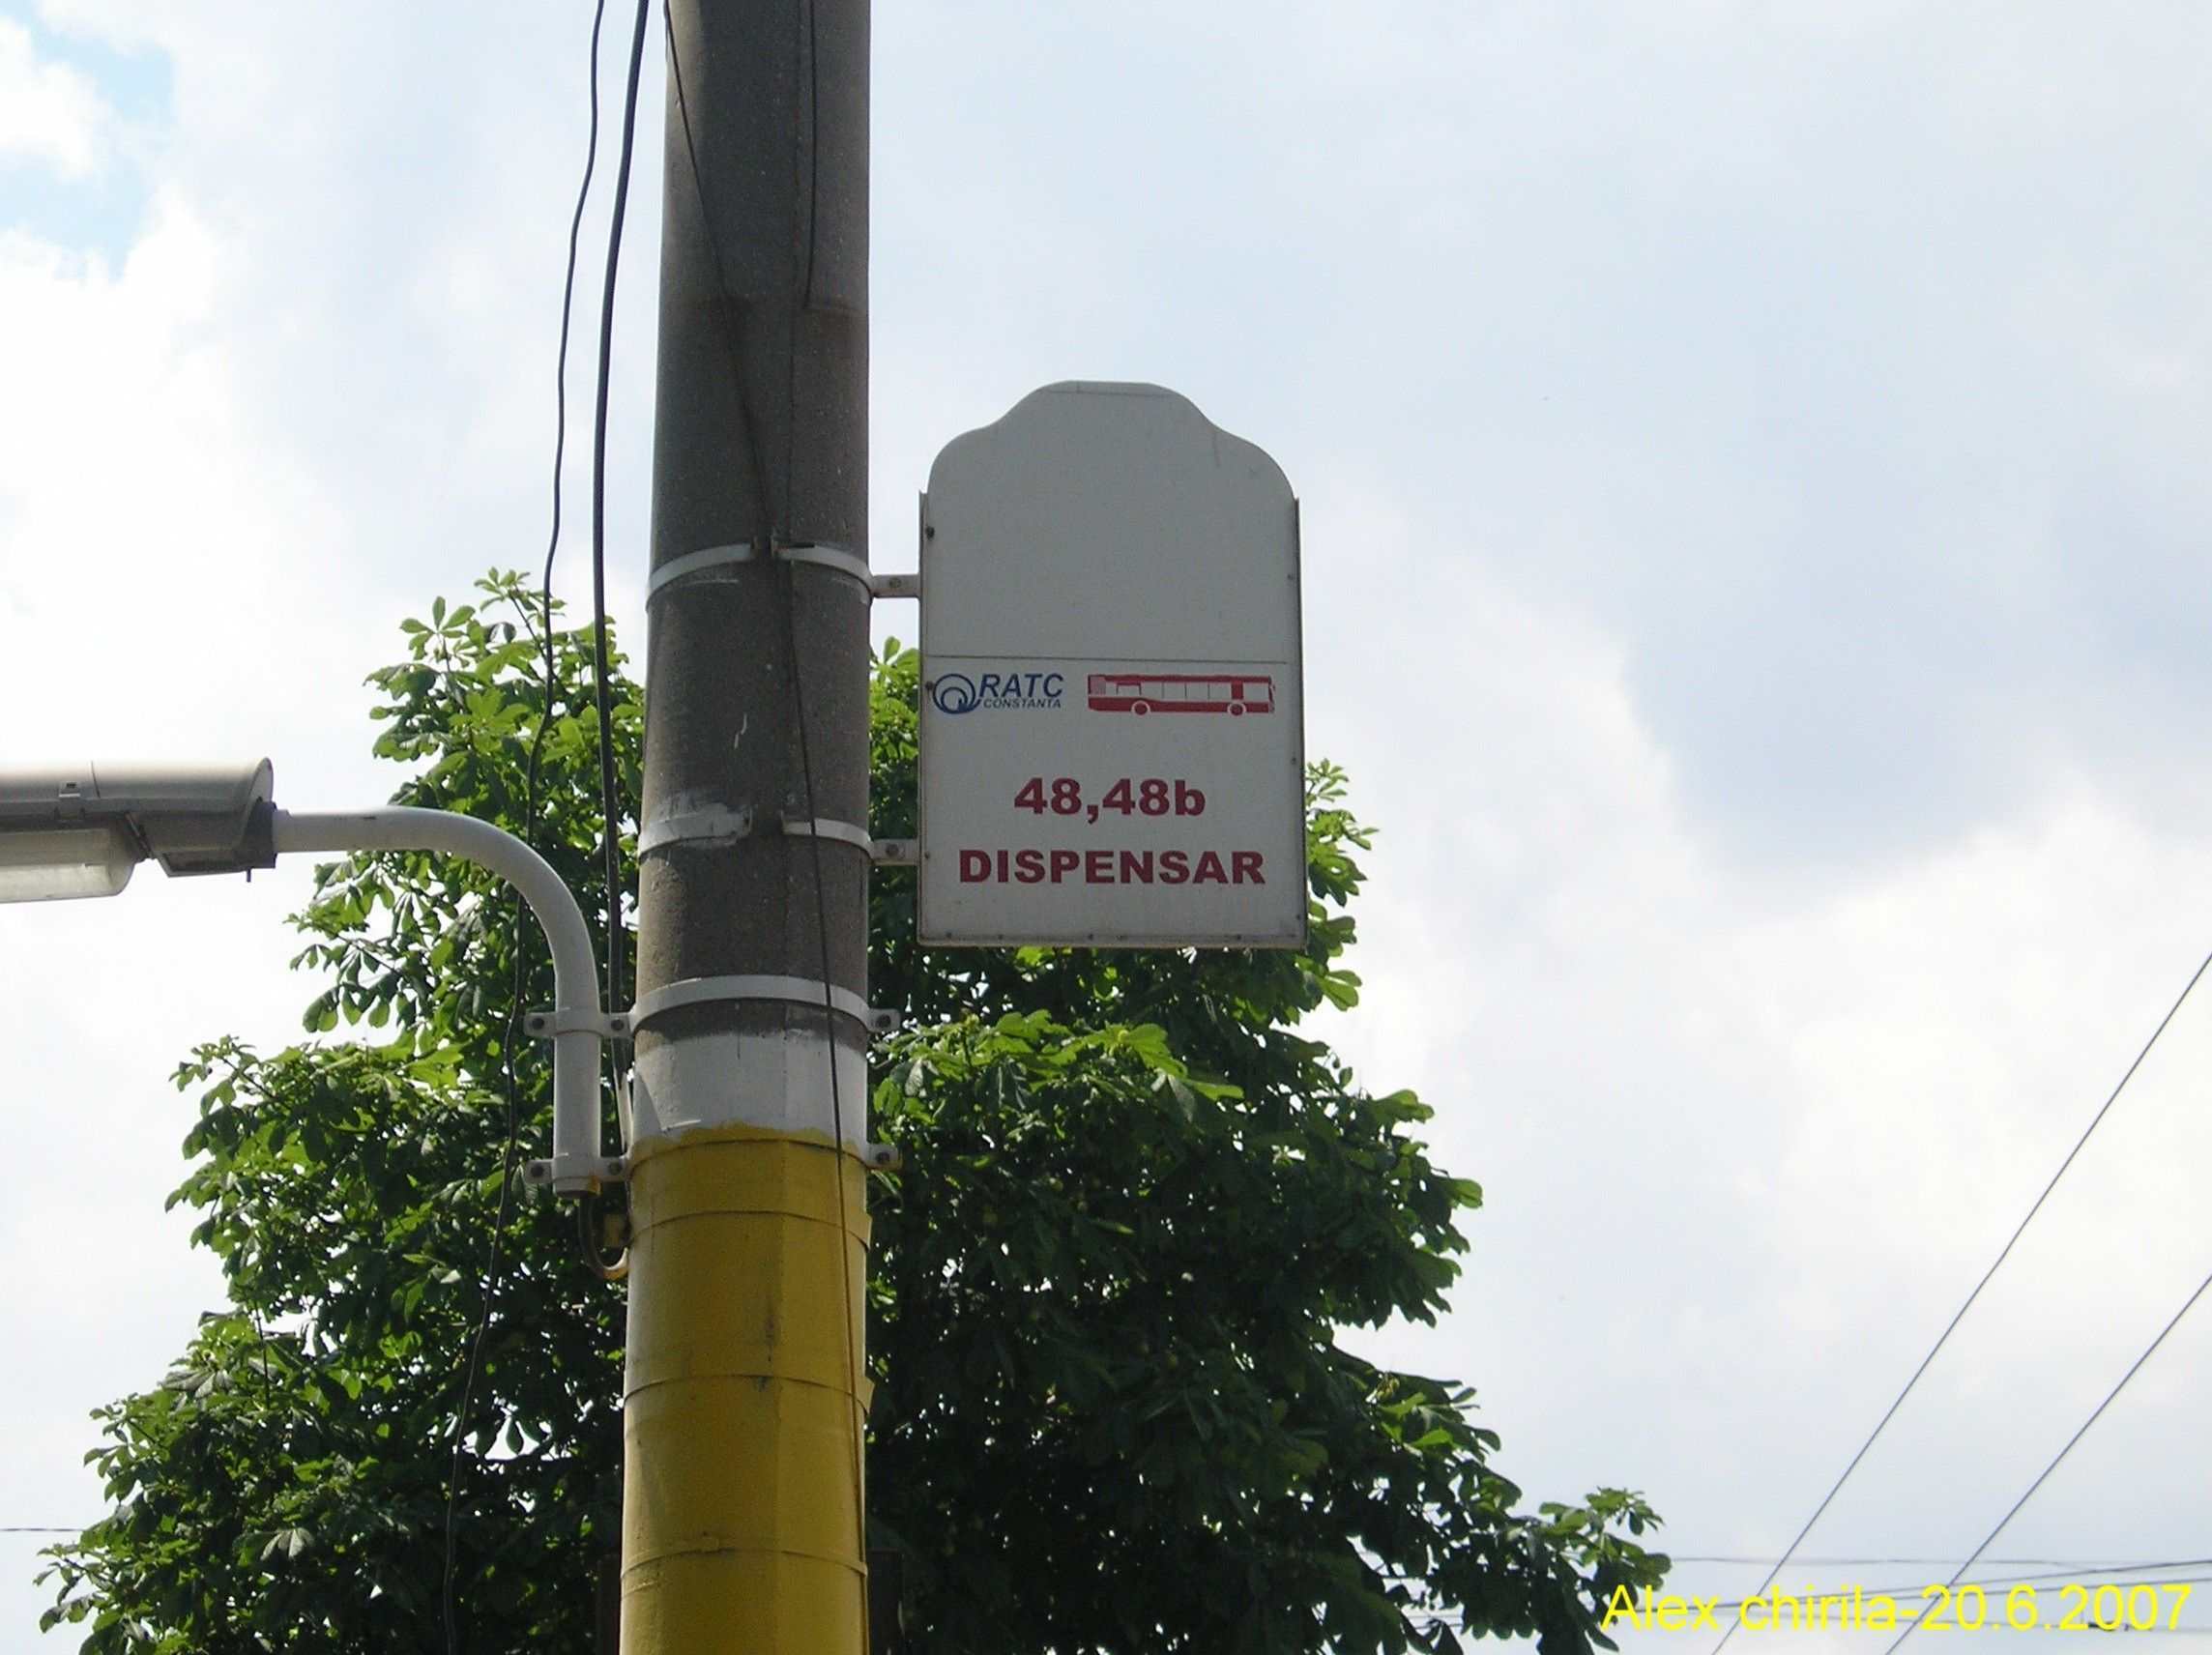 RATC
CONSTANTA
48,48b
DISPENSAR
Alex chirila-20.6.2007